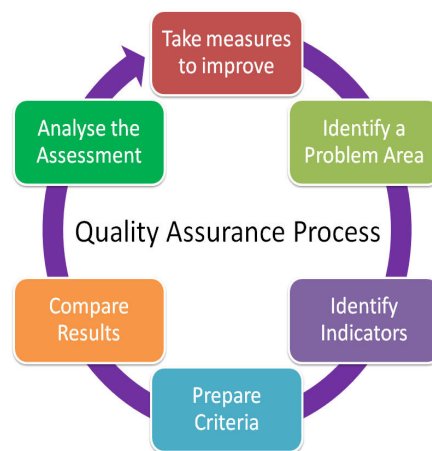 Take measures
to improve
Identify a
Problem Area
Identify
Indicators
Prepare
Criteria
Compare
Results
Analyse the
Assessment
Quality Assurance Process